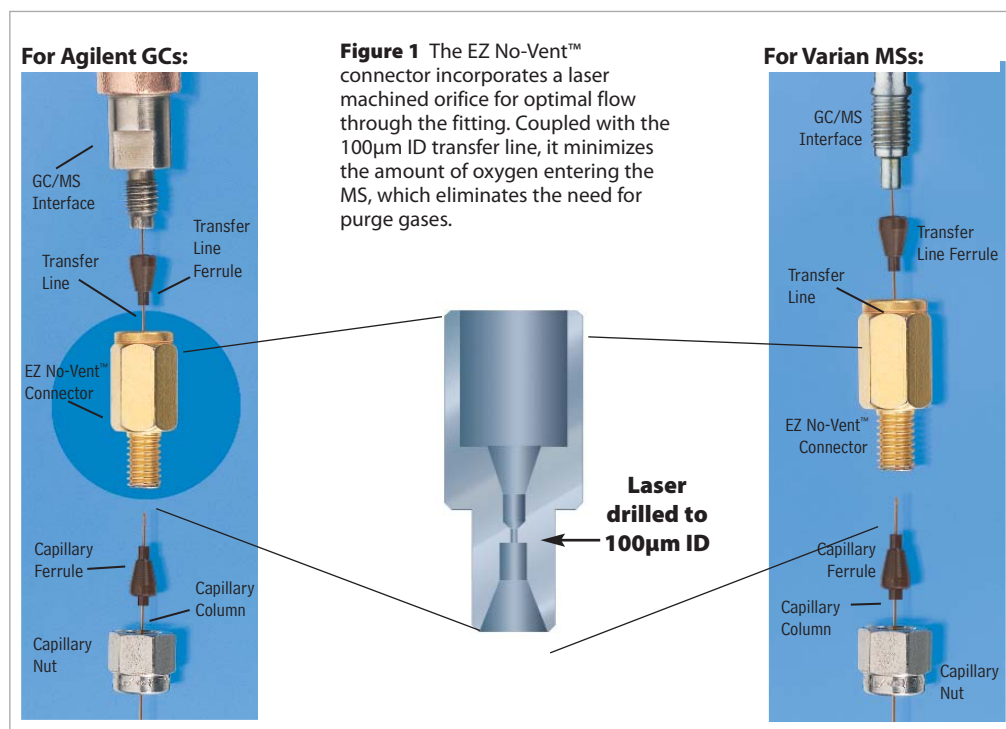 For Agilent GCs:
GC/MS
Interface
Transfer
Line
Transfer
Line
Ferrule
EZ No-Vent™
Connector
Capillary
Ferrule
Capillary
Column
Capillary
Nut
Figure 1 The EZ No-Vent™
connector incorporates a laser
machined orifice for optimal flow
through the fitting. Coupled with the
100µm ID transfer line, it minimizes
the amount of oxygen entering the
MS, which eliminates the need for
purge gases.
Laser
drilled to
100µm ID
For Varian MSs:
GC/MS
Interface
Transfer
Line Ferrule
Transfer
Line
EZ No-Vent™
Connector
Capillary
Ferrule
Capillary
Column
Capillary
Nut